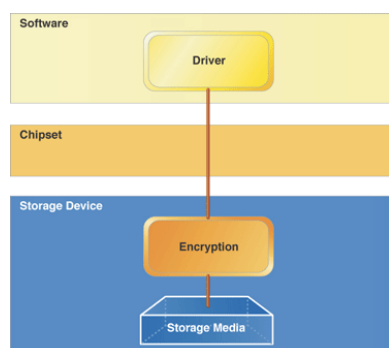 Software
Driver
Chipset
Storage Device
Encryption
Storage Media